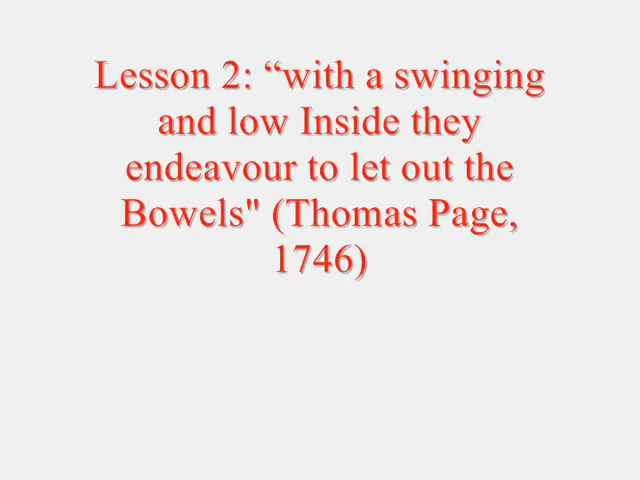 Lesson 2: “with a swinging
and low Inside they
endeavour to let out the
Bowels" (Thomas Page,
1746)